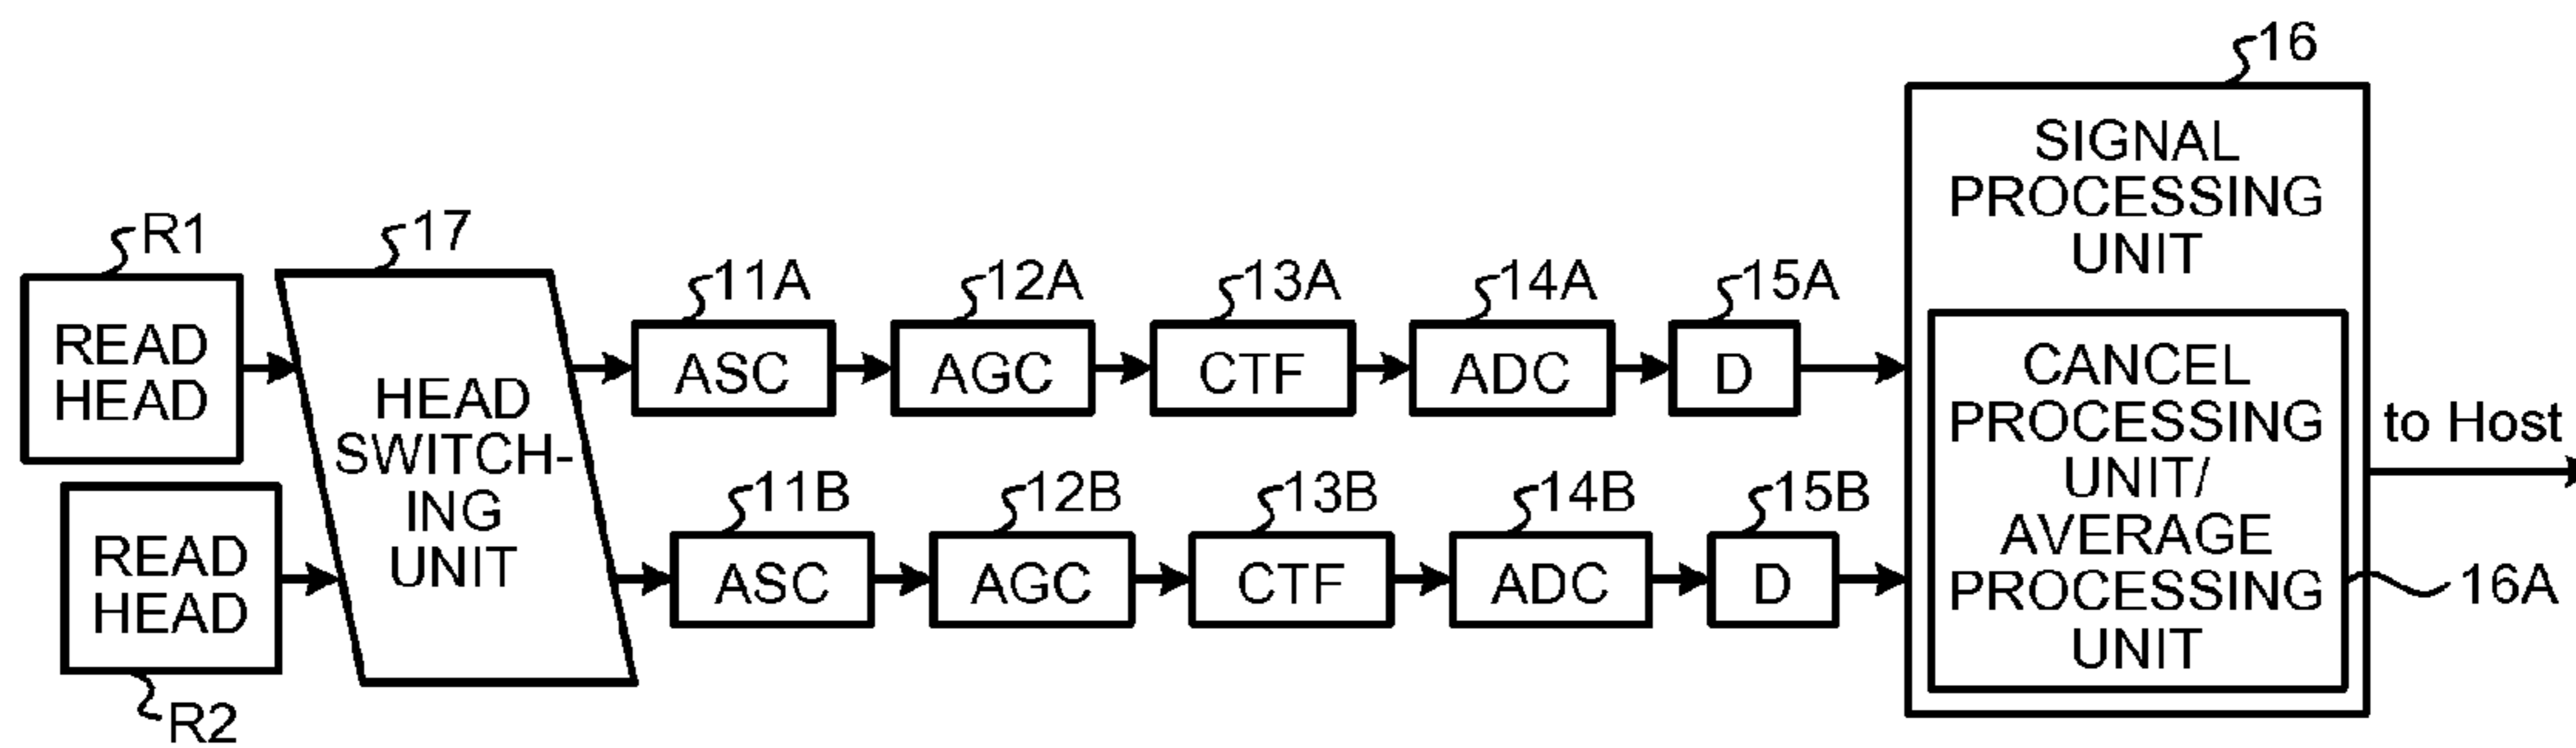 16
SIGNAL
PROCESSING
UNIT
R1
17
11A
12A
13A
14A
15A
READ
HEAD
HEAD
SWITCH-
ING
UNIT
ASC
AGC
CTF
ADC
D
CANCEL
PROCESSING
UNIT/
AVERAGE
PROCESSING
UNIT
to Host
11B
12B
13B
14B
15B
READ
HEAD
ASC
AGC
CTF
ADC
D
16A
R2